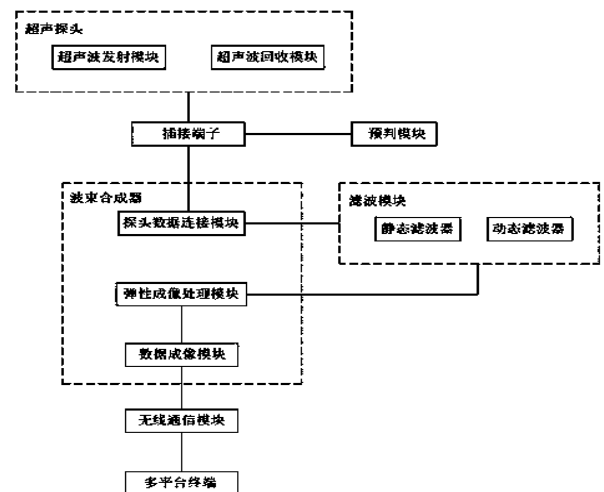 超声探头
超声波发射模块
超声波回收模块
插接端子
预判模块
波束合成器
滤波模块
探头数据连接模块
静态滤波器
动态滤波器
弹性成像处理模块
数据成像模块
无线通信模块
多平台终端